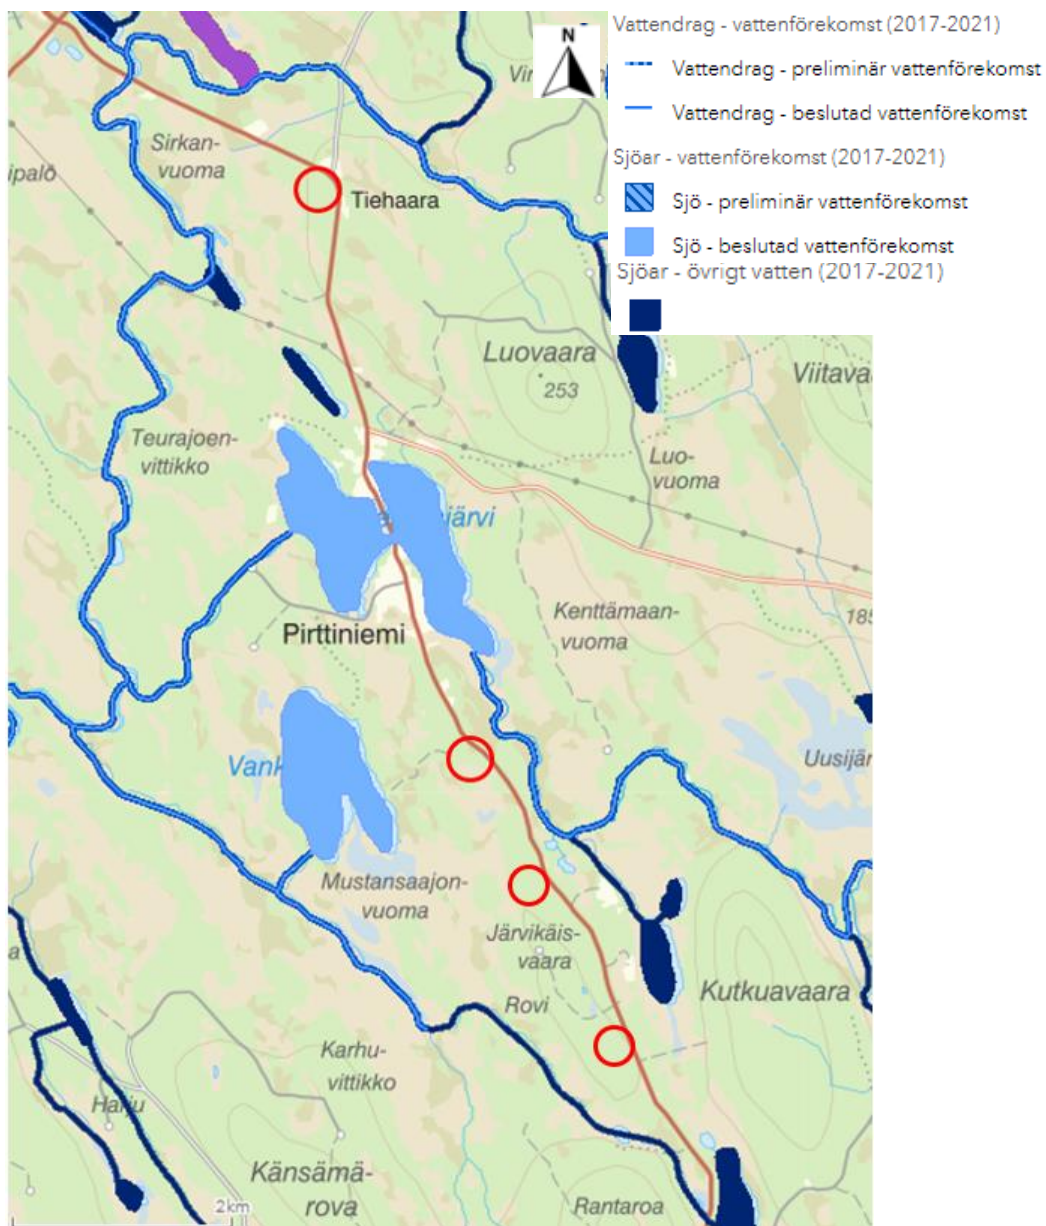 N
Vattendrag - vattenförekomst (2017-2021)
Vattendrag - preliminär vattenförekomst
Vattendrag - beslutad vattenförekomst
Sjöar - vattenförekomst (2017-2021)
Sjö - preliminär vattenförekomst
Sjö - beslutad vattenförekomst
Sjöar - övrigt vatten (2017-2021)
Sirkan-
vuoma
ipalo
Tiehaara
Luovaara
253
Viitava
Teurajoen-
vittikko
Luo-
vuoma
järvi
Kenttämaan-
vuoma
185
Pirttiniemi
Vank
Uusijär
Mustansaajon-
vuoma
Järvikäis-
vaara
a
Rovi
Kutkuavaara
Karhu-
vittikko
Harju
Känsämä-
rova
2km
Rantaroa